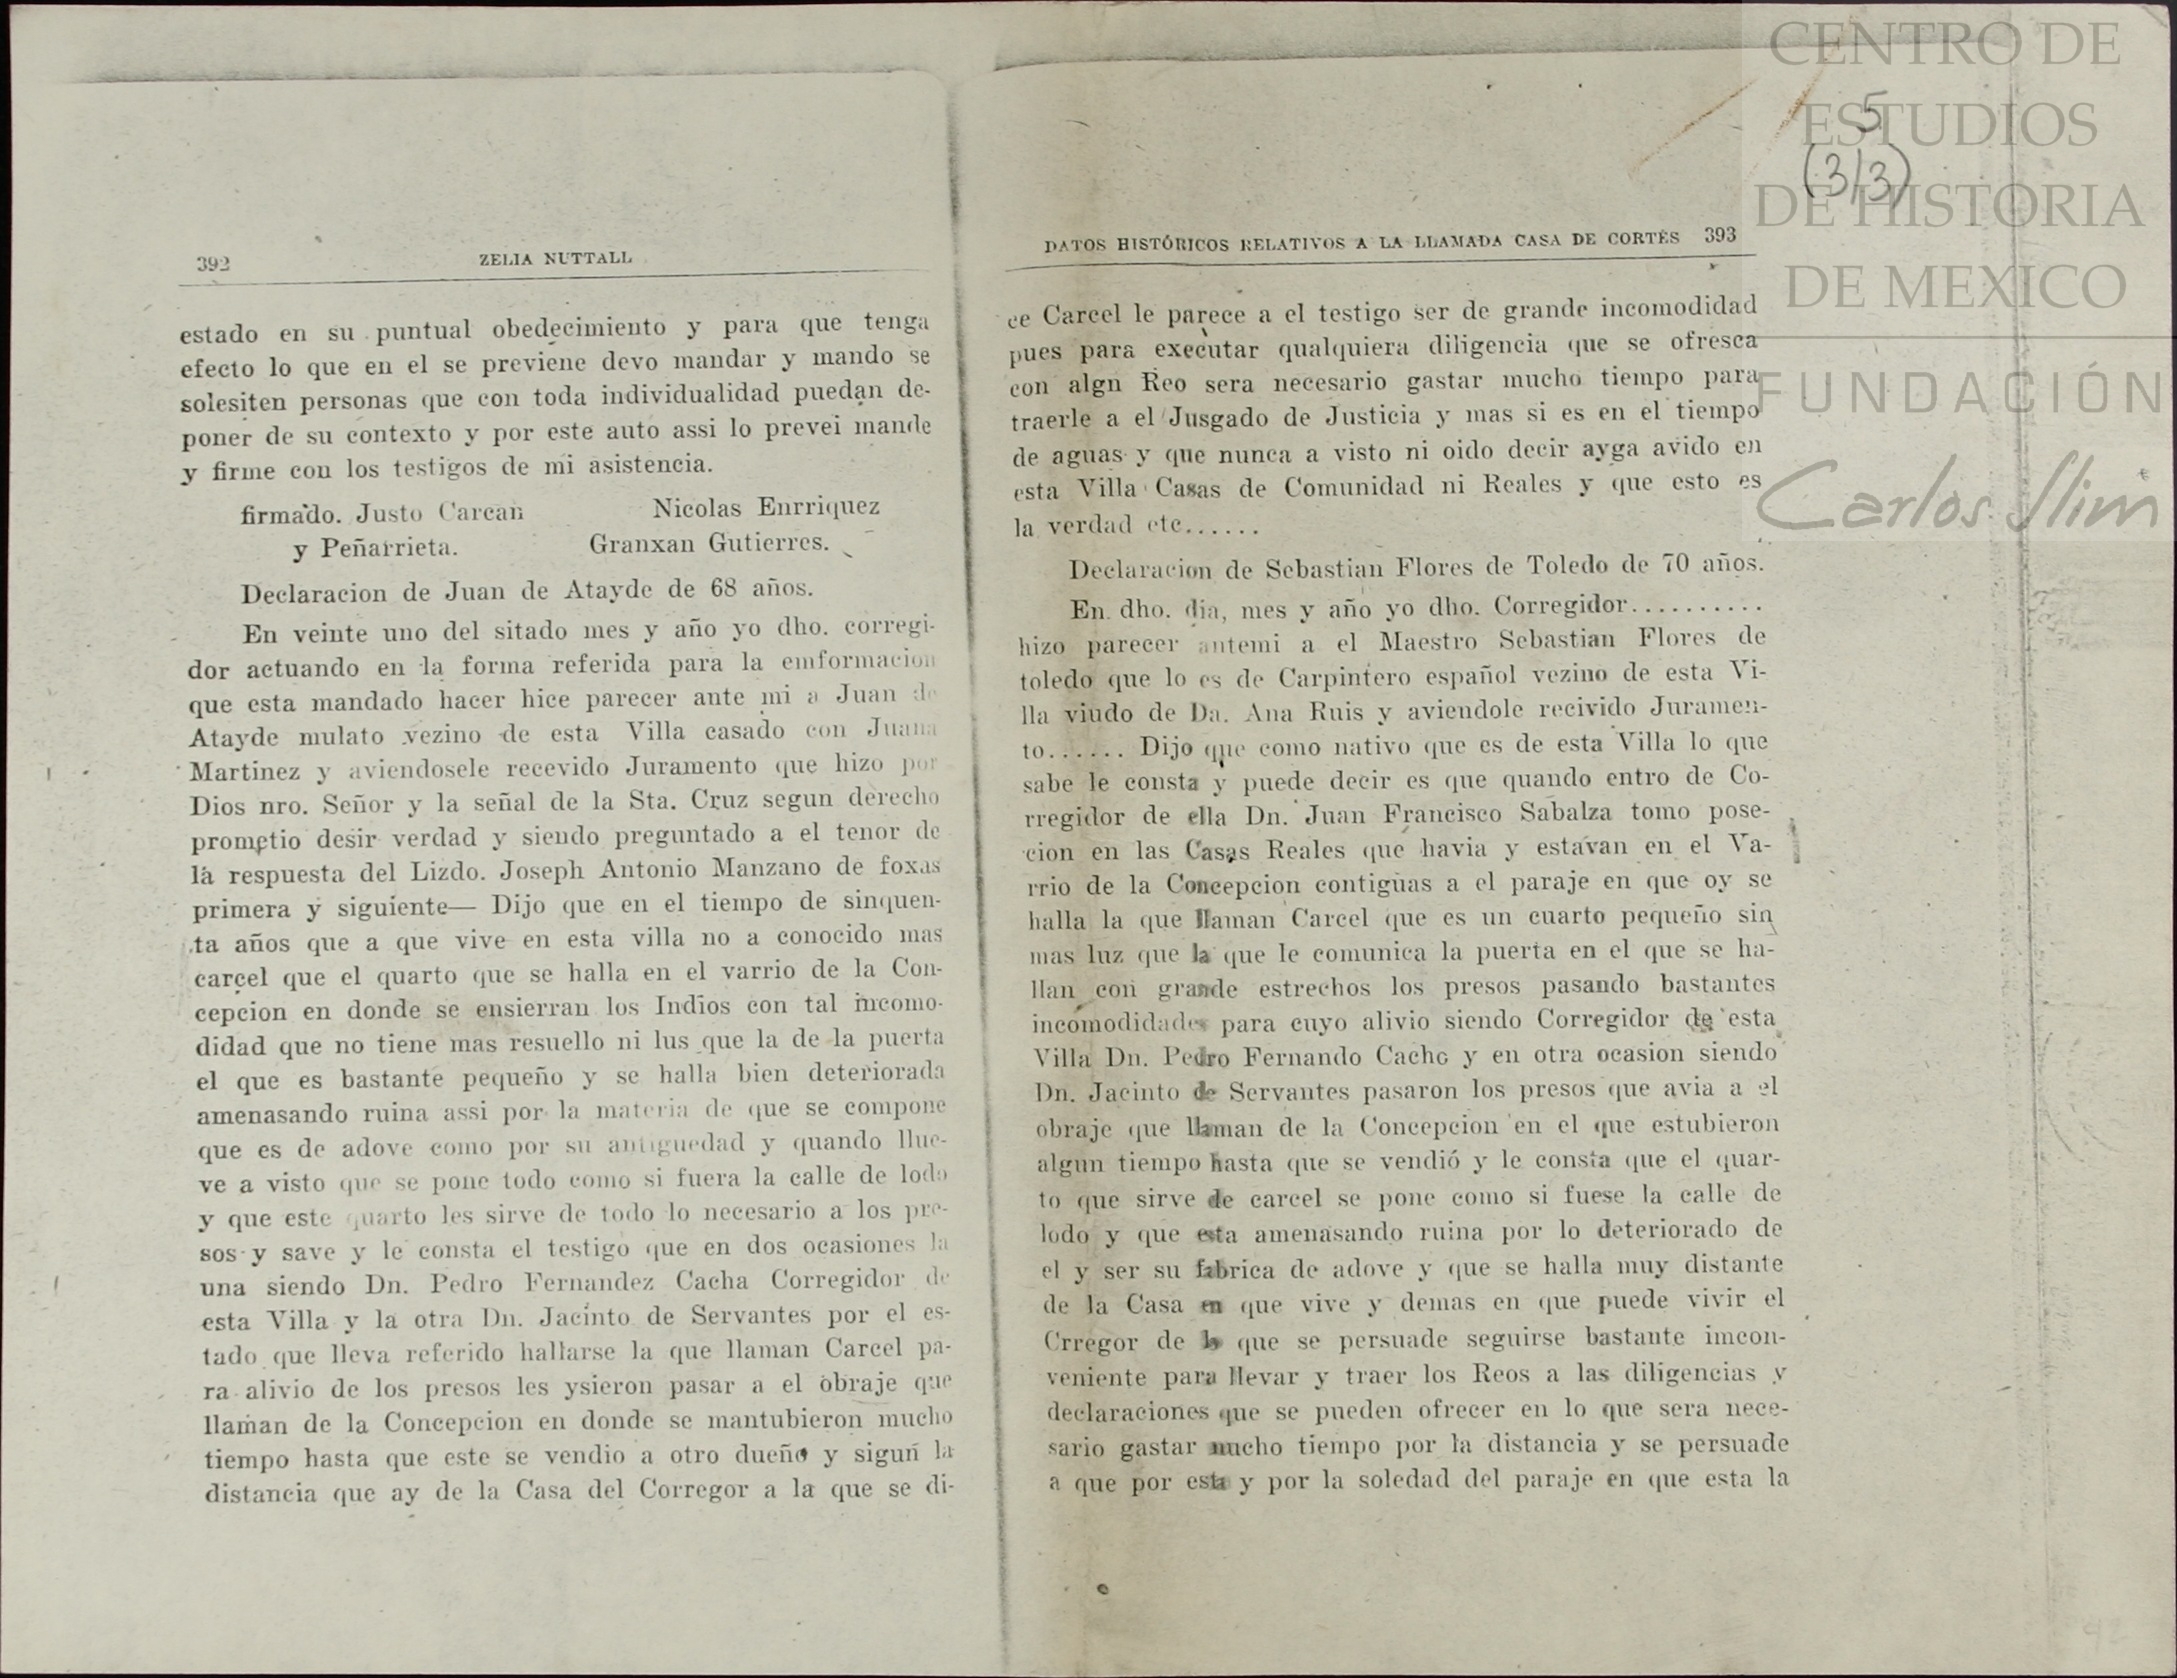 392 ZELIA NUTTALL
estado en su puntual obedecimiento y para que tenga
efecto lo que en el se previene devo mandar y mando se
solesiten personas que con toda individualidad puedan de-
poner de su contexto y por este auto assi lo prevei mande
y firme con los testigos de mi asistencia.
firmado. Justo Carcan Nicolas Enrriquez
y Peñarrieta. Granxan Gutierres.
Declaracion de Juan de Atayde de 68 años.
En veinte uno del sitado mes y año yo dho. corregi-
dor actuando en la forma referida para la emformacion
que esta mandado hacer hice parecer ante mi a Juan de
Atayde mulato vezino de esta Villa casado con Juana
Martinez y aviendosele recevido Juramento que hizo por
Dios nro. Señor y la señal de la Sta. Cruz segun derecho
prometio desir verdad y siendo preguntado a el tenor de
la respuesta del Lizdo. Joseph Antonio Manzano de foxas
primera y siguiente— Dijo que en el tiempo de sinquen-
ta años que a que vive en esta villa no a conocido mas
carcel que el quarto que se halla en el varrio de la Con-
cepcion en donde se ensierran los Indios con tal incomo-
didad que no tiene mas resuello ni lus que la de la puerta
el que es bastante pequeño y se halla bien deteriorada
amenasando ruina assi por la materia de que se compone
que es de adove como por su antiguedad y quando llue-
ve a visto que se pone todo como si fuera la calle de lodo
y que este quarto les sirve de todo lo necesario a los pre-
sos y save y le consta el testigo que en dos ocasiones la
una siendo Dn. Pedro Fernandez Cacha Corregidor de
esta Villa y la otra Dn. Jacinto de Servantes por el es-
tado que lleva referido hallarse la que llaman Carcel pa-
ra alivio de los presos les ysieron pasar a el obraje que
llaman de la Concepcion en donde se mantubieron mucho
tiempo hasta que este se vendio a otro dueño y siguñ la
distancia que ay de la Casa del Corregor a la que se di-
DATOS HISTÓRICOS RELATIVOS A LA LLAMADA CASA DE CORTÉS 393
ce Carcel le parece a el testigo ser de grande incomodidad
pues para executar qualquiera diligencia que se ofresca
con algn Reo sera necesario gastar mucho tiempo para
traerle a el Jusgado de Justicia y mas si es en el tiempo
de aguas y que nunca a visto ni oido decir ayga avido en
esta Villa Casas de Comunidad ni Reales y que esto es
la verdad etc......
Declaracion de Sebastian Flores de Toledo de 70 años.
En dho. dia, mes y año yo dho. Corregidor..........
hizo parecer antemi a el Maestro Sebastian Flores de
toledo que lo es de Carpintero español vezino de esta Vi-
lla viudo de Da. Ana Ruis y aviendole recivido Juramen-
to...... Dijo que como nativo que es de esta Villa lo que
sabe le consta y puede decir es que quando entro de Co-
rregidor de ella Dn. Juan Francisco Sabalza tomo pose-
cion en las Casas Reales que havia y estavan en el Va-
rrio de la Concepcion contiguas a el paraje en que oy se
halla la que llaman Carcel que es un cuarto pequeño sin
mas luz que la que le comunica la puerta en el que se ha-
llan con grande estrechos los presos pasando bastantes
incomodidades para cuyo alivio siendo Corregidor de esta
Villa Dn. Pedro Fernando Cacho y en otra ocasion siendo
Dn. Jacinto de Servantes pasaron los presos que avia a el
obraje que llaman de la Concepcion en el que estubieron
algun tiempo hasta que se vendió y le consta que el quar-
to que sirve de carcel se pone como si fuese la calle de
lodo y que esta amenasando ruina por lo deteriorado de
el y ser su fabrica de adove y que se halla muy distante
de la Casa en que vive y demas en que puede vivir el
Crregor de lo que se persuade seguirse bastante imcon-
veniente para llevar y traer los Reos a las diligencias y
declaraciones que se pueden ofrecer en lo que sera nece-
sario gastar mucho tiempo por la distancia y se persuade
a que por esta y por la soledad del paraje en que esta la
5
(3/3)
CENTRO DE
ESTUDIOS
DE HISTORIA
DE MEXICO
FUNDACIÓN
Carlos Slim
92